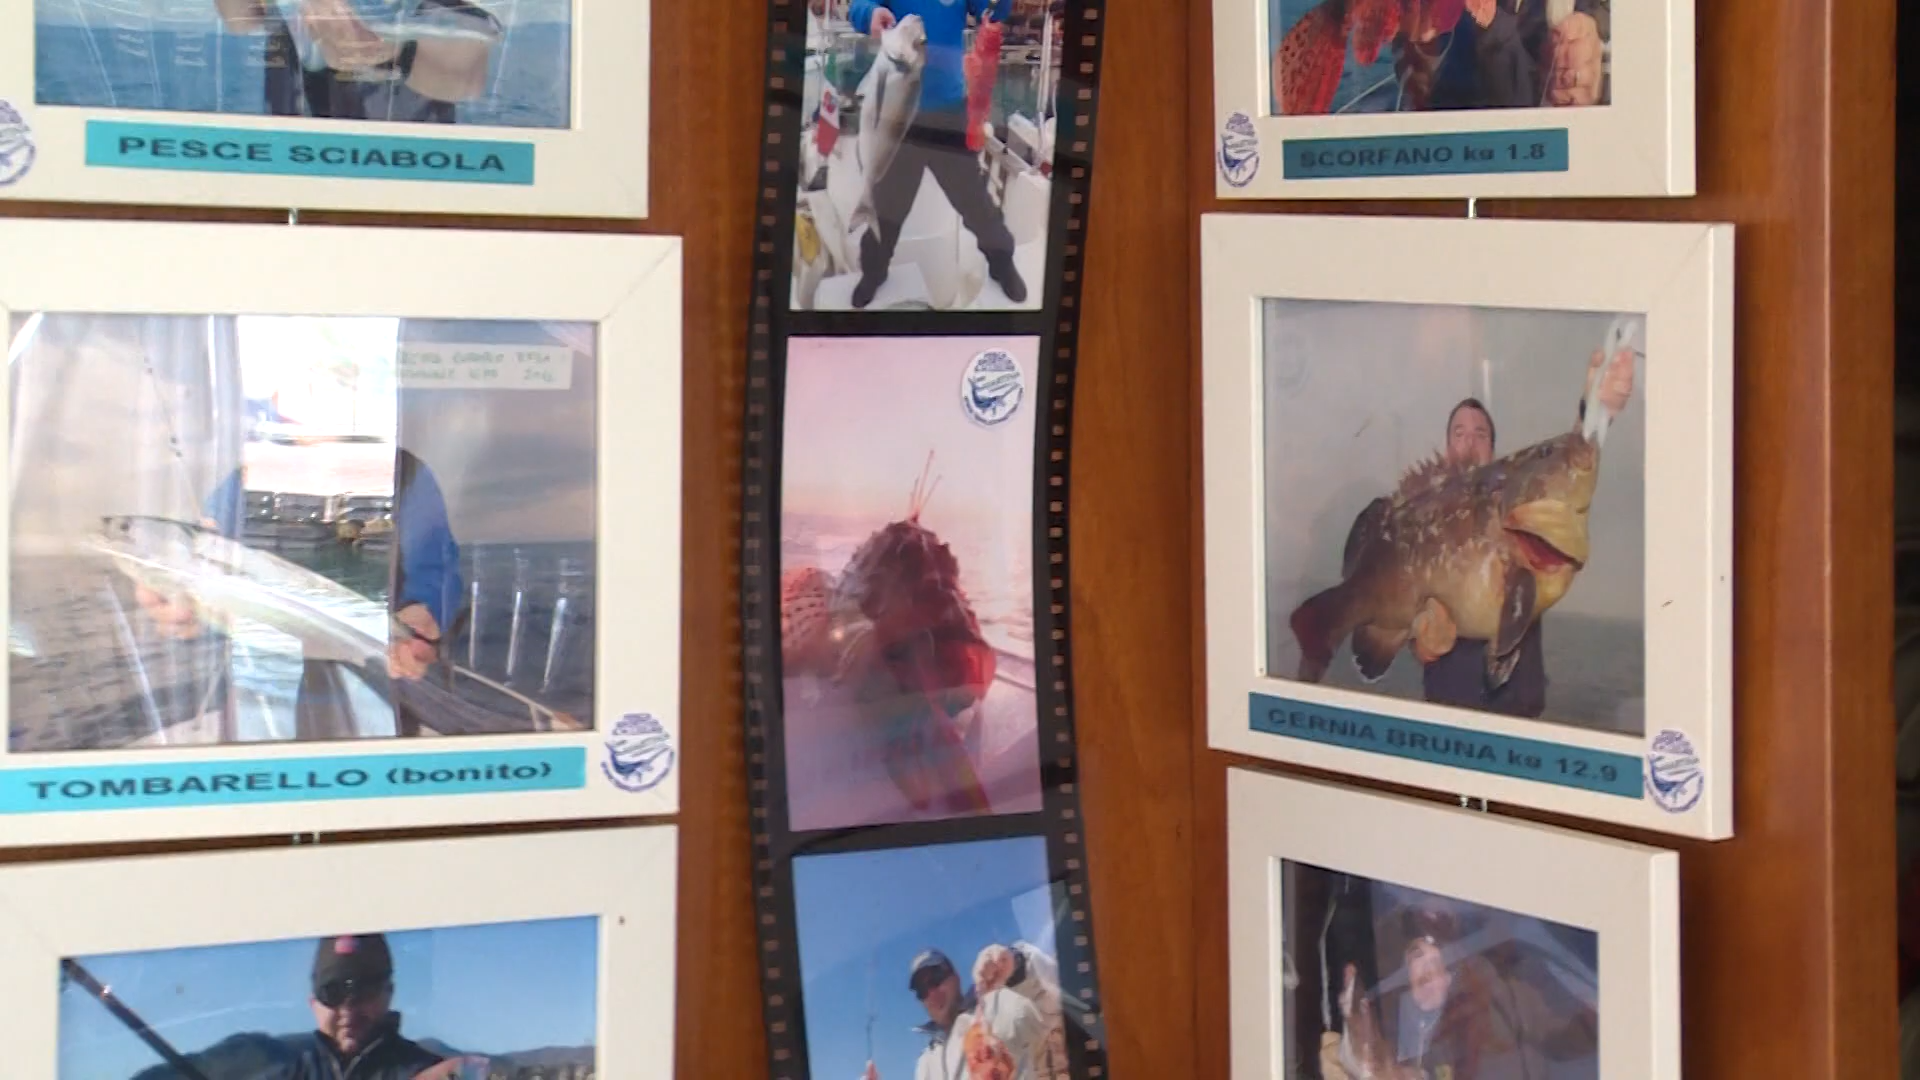 PESCE SCIABOLA
SCORFANO kg 1.8
TOMBARELLO (bonito)
CERNIA BRUNA kg 12.9